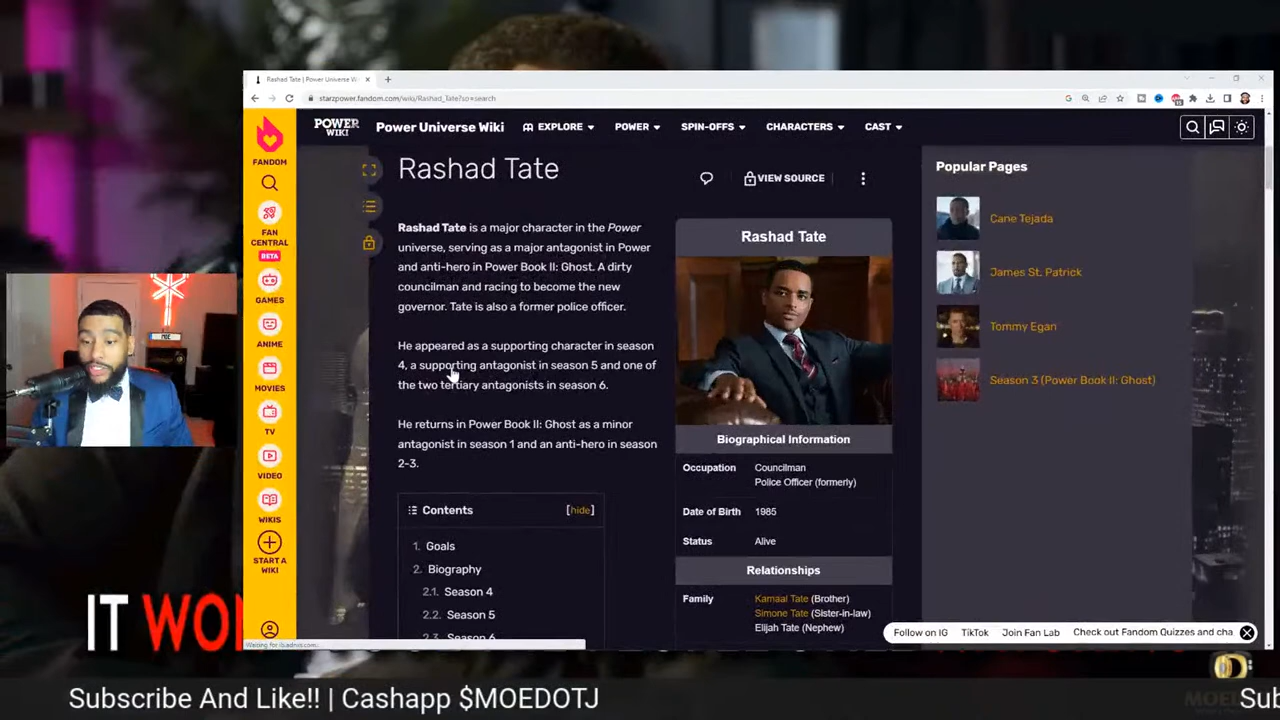 Rashad Tate | Power Universe Wi
starzpower.fandom.com/wiki/Rashad_Tate?so=search
POWER WIKI
Power Universe Wiki
EXPLORE
POWER
SPIN-OFFS
CHARACTERS
CAST
FANDOM
FAN CENTRAL
BETA
GAMES
ANIME
MOVIES
TV
VIDEO
WIKIS
START A WIKI
Rashad Tate
VIEW SOURCE
Rashad Tate is a major character in the Power
universe, serving as a major antagonist in Power
and anti-hero in Power Book II: Ghost. A dirty
councilman and racing to become the new
governor. Tate is also a former police officer.
He appeared as a supporting character in season
4, a supporting antagonist in season 5 and one of
the two tertiary antagonists in season 6.
He returns in Power Book II: Ghost as a minor
antagonist in season 1 and an anti-hero in season
2-3.
Contents [hide]
1. Goals
2. Biography
2.1. Season 4
2.2. Season 5
2.3. Season 6
Rashad Tate
Biographical Information
Occupation Councilman
Police Officer (formerly)
Date of Birth 1985
Status Alive
Relationships
Family Kamaal Tate (Brother)
Simone Tate (Sister-in-law)
Elijah Tate (Nephew)
Popular Pages
Cane Tejada
James St. Patrick
Tommy Egan
Season 3 (Power Book II: Ghost)
Follow on IG TikTok Join Fan Lab Check out Fandom Quizzes and cha
MOE
IT WO
Subscribe And Like!! | Cashapp $MOEDOTJ
Sub